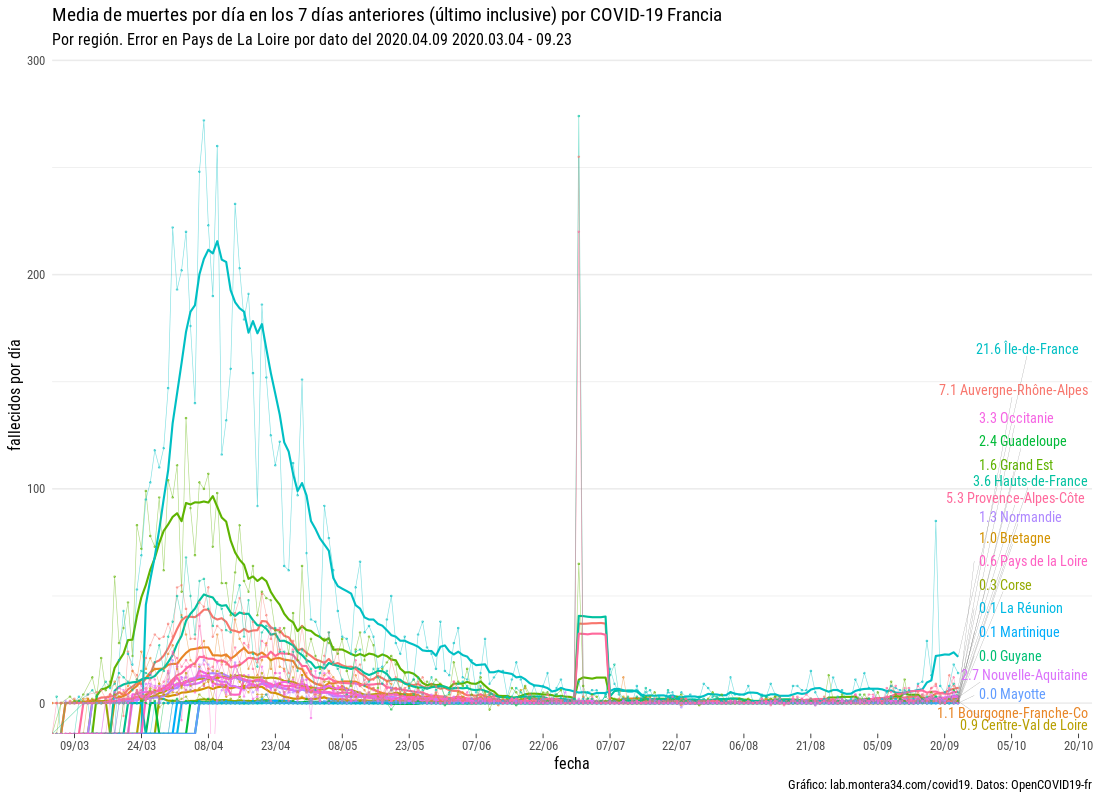 Media de muertes por día en los 7 días anteriores (último inclusive) por COVID-19 Francia
Por región. Error en Pays de La Loire por dato del 2020.04.09 2020.03.04 - 09.23
300
200
100
0
fallecidos por día
21.6 Île-de-France
7.1 Auvergne-Rhône-Alpes
3.3 Occitanie
2.4 Guadeloupe
1.6 Grand Est
3.6 Hauts-de-France
5.3 Provence-Alpes-Côte
1.3 Normandie
1.0 Bretagne
0.6 Pays de la Loire
0.3 Corse
0.1 La Réunion
0.1 Martinique
0.0 Guyane
2.7 Nouvelle-Aquitaine
0.0 Mayotte
1.1 Bourgogne-Franche-Co
0.9 Centre-Val de Loire
09/03 24/03 08/04 23/04 08/05 23/05 07/06 22/06 07/07 22/07 06/08 21/08 05/09 20/09 05/10 20/10
fecha
Gráfico: lab.montera34.com/covid19. Datos: OpenCOVID19-fr